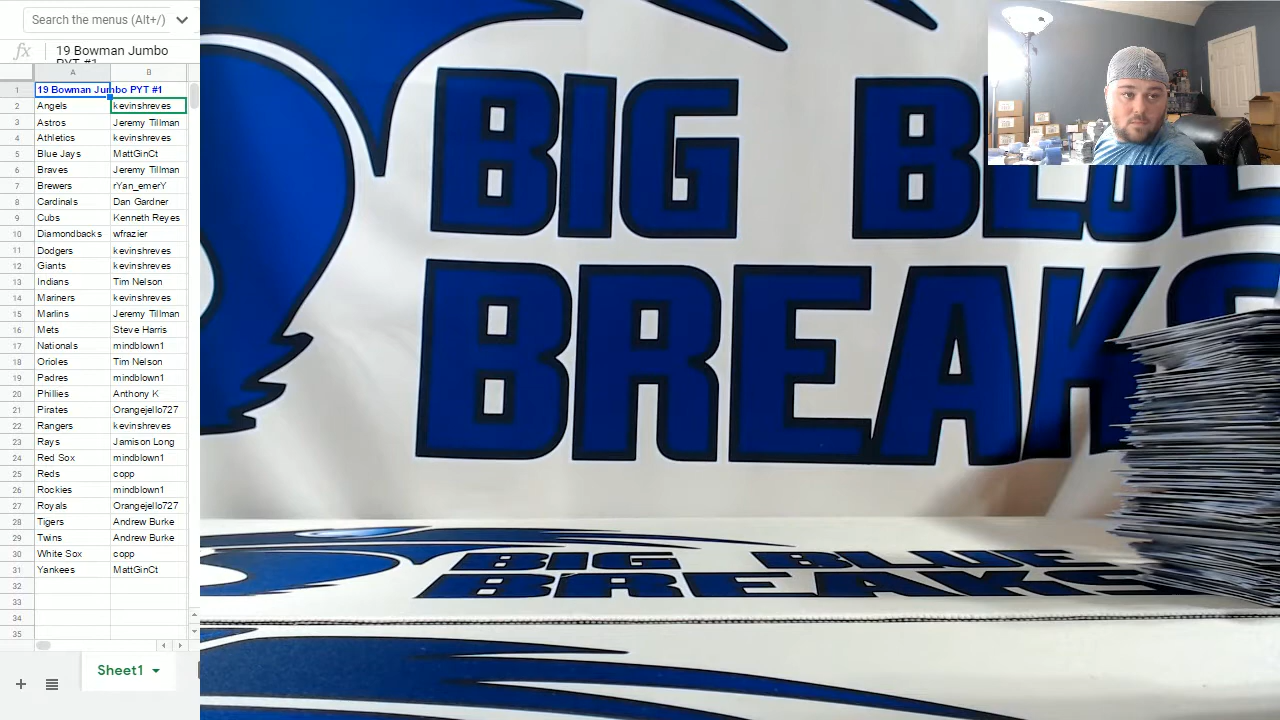 Search the menus (Alt+/)
fx
19 Bowman Jumbo
PYT #1
A B
1 19 Bowman Jumbo PYT #1
2 Angels kevinshreves
3 Astros Jeremy Tillman
4 Athletics kevinshreves
5 Blue Jays MattGinCt
6 Braves Jeremy Tillman
7 Brewers rYan_emerY
8 Cardinals Dan Gardner
9 Cubs Kenneth Reyes
10 Diamondbacks wfrazier
11 Dodgers kevinshreves
12 Giants kevinshreves
13 Indians Tim Nelson
14 Mariners kevinshreves
15 Marlins Jeremy Tillman
16 Mets Steve Harris
17 Nationals mindblown1
18 Orioles Tim Nelson
19 Padres mindblown1
20 Phillies Anthony K
21 Pirates Orangejello727
22 Rangers kevinshreves
23 Rays Jamison Long
24 Red Sox mindblown1
25 Reds copp
26 Rockies mindblown1
27 Royals Orangejello727
28 Tigers Andrew Burke
29 Twins Andrew Burke
30 White Sox copp
31 Yankees MattGinCt
32
33
34
35
Sheet1
BIG BLUE
BREAKS
BIG BLUE
BREAKS